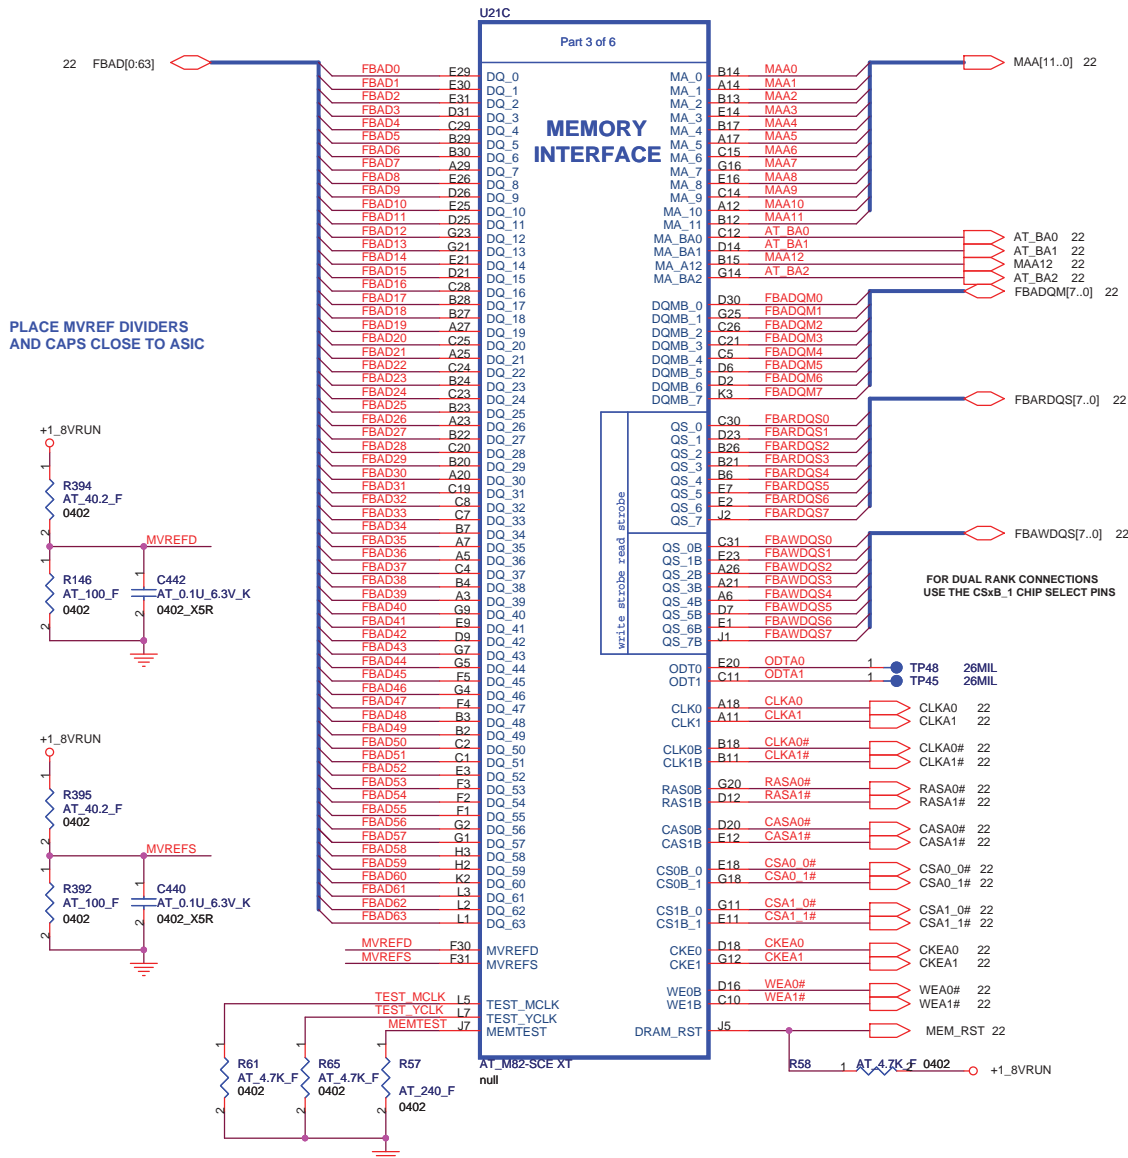 U21C
Part 3 of 6
MEMORY
INTERFACE
22 FBAD[0:63]
FBAD0 E29 DQ_0
FBAD1 E30 DQ_1
FBAD2 E31 DQ_2
FBAD3 D31 DQ_3
FBAD4 C29 DQ_4
FBAD5 B29 DQ_5
FBAD6 B30 DQ_6
FBAD7 A29 DQ_7
FBAD8 E26 DQ_8
FBAD9 D26 DQ_9
FBAD10 E25 DQ_10
FBAD11 D25 DQ_11
FBAD12 G23 DQ_12
FBAD13 G21 DQ_13
FBAD14 E21 DQ_14
FBAD15 D21 DQ_15
FBAD16 C28 DQ_16
FBAD17 B28 DQ_17
FBAD18 B27 DQ_18
FBAD19 A27 DQ_19
FBAD20 C25 DQ_20
FBAD21 A25 DQ_21
FBAD22 C24 DQ_22
FBAD23 B24 DQ_23
FBAD24 C23 DQ_24
FBAD25 B23 DQ_25
FBAD26 A23 DQ_26
FBAD27 B22 DQ_27
FBAD28 C20 DQ_28
FBAD29 B20 DQ_29
FBAD30 A20 DQ_30
FBAD31 C19 DQ_31
FBAD32 C8 DQ_32
FBAD33 C7 DQ_33
FBAD34 B7 DQ_34
FBAD35 A7 DQ_35
FBAD36 A5 DQ_36
FBAD37 C4 DQ_37
FBAD38 B4 DQ_38
FBAD39 A3 DQ_39
FBAD40 G9 DQ_40
FBAD41 E9 DQ_41
FBAD42 D9 DQ_42
FBAD43 G7 DQ_43
FBAD44 G5 DQ_44
FBAD45 F5 DQ_45
FBAD46 G4 DQ_46
FBAD47 F4 DQ_47
FBAD48 B3 DQ_48
FBAD49 B2 DQ_49
FBAD50 C2 DQ_50
FBAD51 C1 DQ_51
FBAD52 E3 DQ_52
FBAD53 F3 DQ_53
FBAD54 F2 DQ_54
FBAD55 F1 DQ_55
FBAD56 G2 DQ_56
FBAD57 G1 DQ_57
FBAD58 H3 DQ_58
FBAD59 H2 DQ_59
FBAD60 K2 DQ_60
FBAD61 L3 DQ_61
FBAD62 L2 DQ_62
FBAD63 L1 DQ_63
MVREFD F30 MVREFD
MVREFS F31 MVREFS
TEST_MCLK L5 TEST_MCLK
TEST_YCLK L7 TEST_YCLK
MEMTEST J7 MEMTEST
MA_0 B14 MAA0
MA_1 A14 MAA1
MA_2 B13 MAA2
MA_3 E14 MAA3
MA_4 B17 MAA4
MA_5 A17 MAA5
MA_6 C15 MAA6
MA_7 G16 MAA7
MA_8 E16 MAA8
MA_9 C14 MAA9
MA_10 A12 MAA10
MA_11 B12 MAA11
MAA[11..0] 22
MA_BA0 C12 AT_BA0 AT_BA0 22
MA_BA1 D14 AT_BA1 AT_BA1 22
MA_A12 B15 MAA12 MAA12 22
MA_BA2 G14 AT_BA2 AT_BA2 22
FBADQM[7..0] 22
DQMB_0 D30 FBADQM0
DQMB_1 G25 FBADQM1
DQMB_2 C26 FBADQM2
DQMB_3 C21 FBADQM3
DQMB_4 C5 FBADQM4
DQMB_5 D6 FBADQM5
DQMB_6 D2 FBADQM6
DQMB_7 K3 FBADQM7
FBARDQS[7..0] 22
QS_0 C30 FBARDQS0
QS_1 D23 FBARDQS1
QS_2 B26 FBARDQS2
QS_3 B21 FBARDQS3
QS_4 B6 FBARDQS4
QS_5 E7 FBARDQS5
QS_6 E2 FBARDQS6
QS_7 J2 FBARDQS7
write strobe read strobe
FBAWDQS[7..0] 22
QS_0B C31 FBAWDQS0
QS_1B E23 FBAWDQS1
QS_2B A26 FBAWDQS2
QS_3B A21 FBAWDQS3
QS_4B A6 FBAWDQS4
QS_5B D7 FBAWDQS5
QS_6B E1 FBAWDQS6
QS_7B J1 FBAWDQS7
FOR DUAL RANK CONNECTIONS
USE THE CSxB_1 CHIP SELECT PINS
ODT0 E20 ODTA0 1 TP48 26MIL
ODT1 C11 ODTA1 1 TP45 26MIL
CLK0 A18 CLKA0 CLKA0 22
CLK1 A11 CLKA1 CLKA1 22
CLK0B B18 CLKA0# CLKA0# 22
CLK1B B11 CLKA1# CLKA1# 22
RAS0B G20 RASA0# RASA0# 22
RAS1B D12 RASA1# RASA1# 22
CAS0B D20 CASA0# CASA0# 22
CAS1B E12 CASA1# CASA1# 22
CS0B_0 E18 CSA0_0# CSA0_0# 22
CS0B_1 G18 CSA0_1# CSA0_1# 22
CS1B_0 G11 CSA1_0# CSA1_0# 22
CS1B_1 E11 CSA1_1# CSA1_1# 22
CKE0 D18 CKEA0 CKEA0 22
CKE1 G12 CKEA1 CKEA1 22
WE0B D16 WEA0# WEA0# 22
WE1B C10 WEA1# WEA1# 22
DRAM_RST J5 MEM_RST 22
R58 1 AT_4.7K_F 2 0402 +1_8VRUN
AT_M82-SCE XT
null
PLACE MVREF DIVIDERS
AND CAPS CLOSE TO ASIC
+1_8VRUN
1
R394
AT_40.2_F
0402
2
MVREFD
1 1
R146 C442
AT_100_F AT_0.1U_6.3V_K
0402 0402_X5R
2 2
+1_8VRUN
1
R395
AT_40.2_F
0402
2
MVREFS
1 1
R392 C440
AT_100_F AT_0.1U_6.3V_K
0402 0402_X5R
2 2
1 1 1
R61 R65 R57
AT_4.7K_F AT_4.7K_F AT_240_F
0402 0402 0402
2 2 2